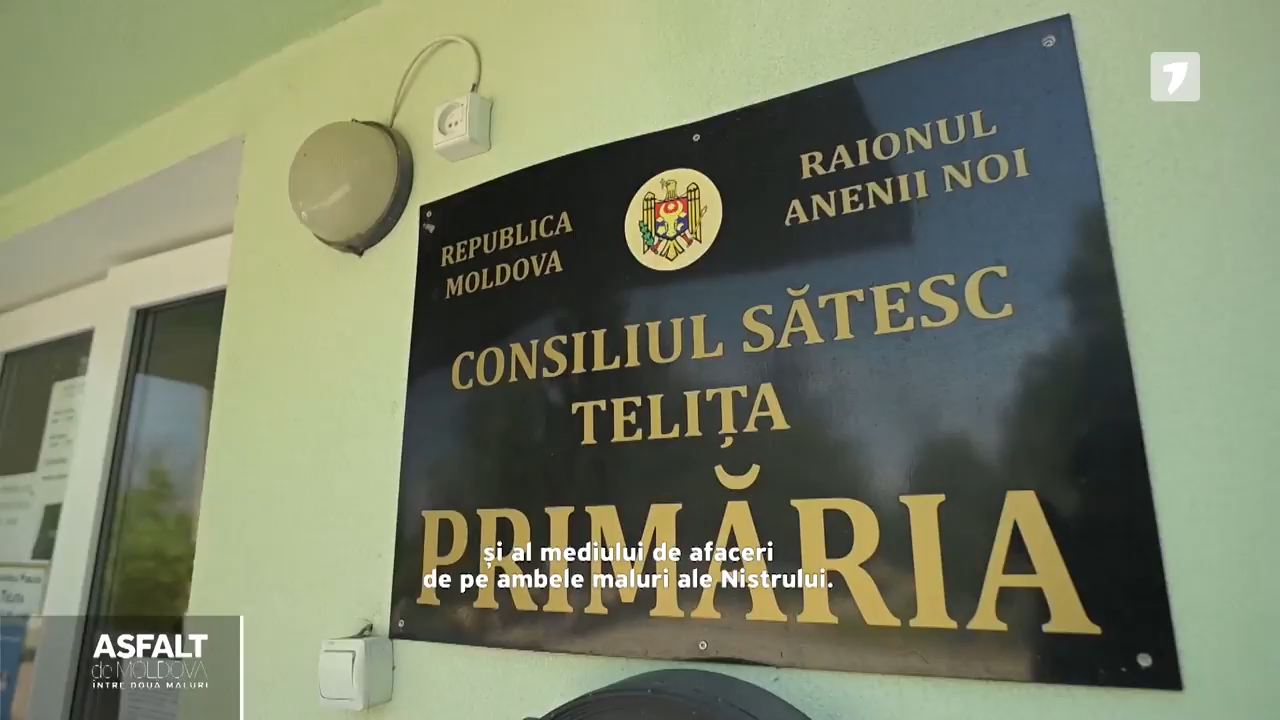 REPUBLICA
MOLDOVA
RAIONUL
ANENII NOI
CONSILIUL SĂTESC
TELIȚA
PRIMĂRIA
și al mediului de afaceri
de pe ambele maluri ale Nistrului.
ASFALT
de MOLDOVA
ÎNTRE DOUĂ MALURI